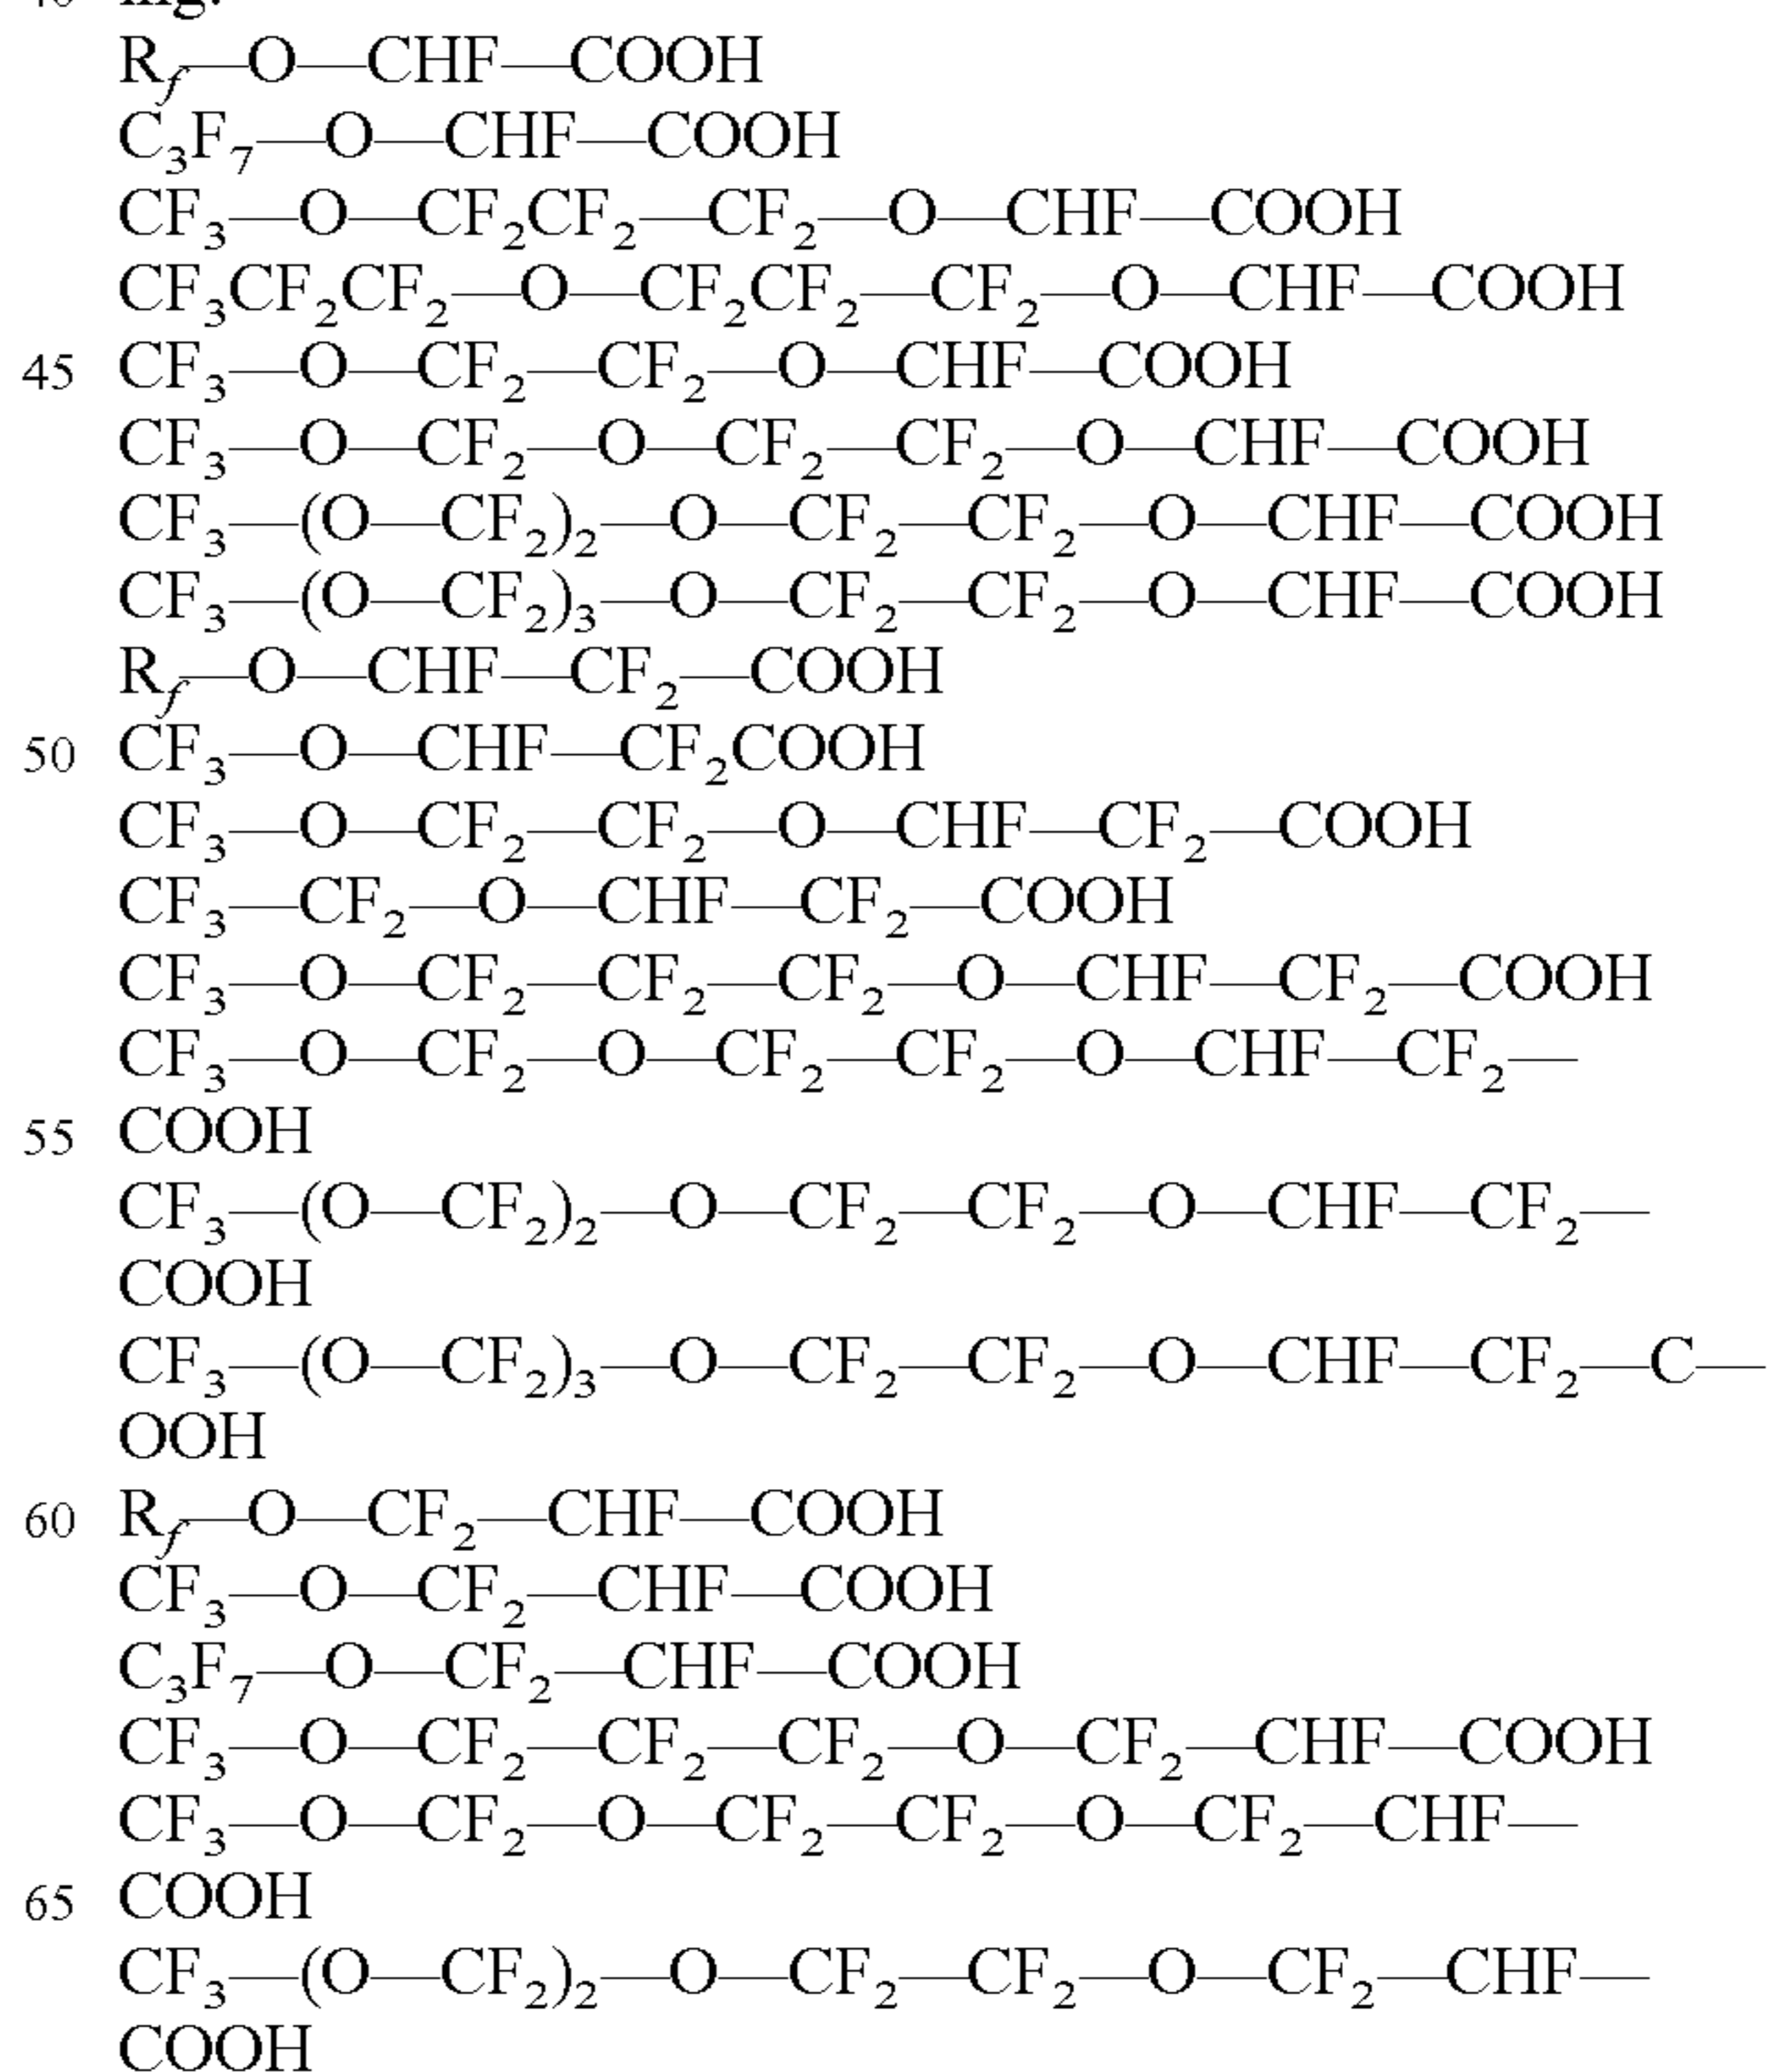 R_f—O—CHF—COOH
C₃F₇—O—CHF—COOH
CF₃—O—CF₂CF₂—CF₂—O—CHF—COOH
CF₃CF₂CF₂—O—CF₂CF₂—CF₂—O—CHF—COOH
45 CF₃—O—CF₂—CF₂—O—CHF—COOH
CF₃—O—CF₂—O—CF₂—CF₂—O—CHF—COOH
CF₃—(O—CF₂)₂—O—CF₂—CF₂—O—CHF—COOH
CF₃—(O—CF₂)₃—O—CF₂—CF₂—O—CHF—COOH
R_f—O—CHF—CF₂—COOH
50 CF₃—O—CHF—CF₂COOH
CF₃—O—CF₂—CF₂—O—CHF—CF₂—COOH
CF₃—CF₂—O—CHF—CF₂—COOH
CF₃—O—CF₂—CF₂—CF₂—O—CHF—CF₂—COOH
CF₃—O—CF₂—O—CF₂—CF₂—O—CHF—CF₂—
55 COOH
CF₃—(O—CF₂)₂—O—CF₂—CF₂—O—CHF—CF₂—
COOH
CF₃—(O—CF₂)₃—O—CF₂—CF₂—O—CHF—CF₂—C—
OOH
60 R_f—O—CF₂—CHF—COOH
CF₃—O—CF₂—CHF—COOH
C₃F₇—O—CF₂—CHF—COOH
CF₃—O—CF₂—CF₂—CF₂—O—CF₂—CHF—COOH
CF₃—O—CF₂—O—CF₂—CF₂—O—CF₂—CHF—
65 COOH
CF₃—(O—CF₂)₂—O—CF₂—CF₂—O—CF₂—CHF—
COOH